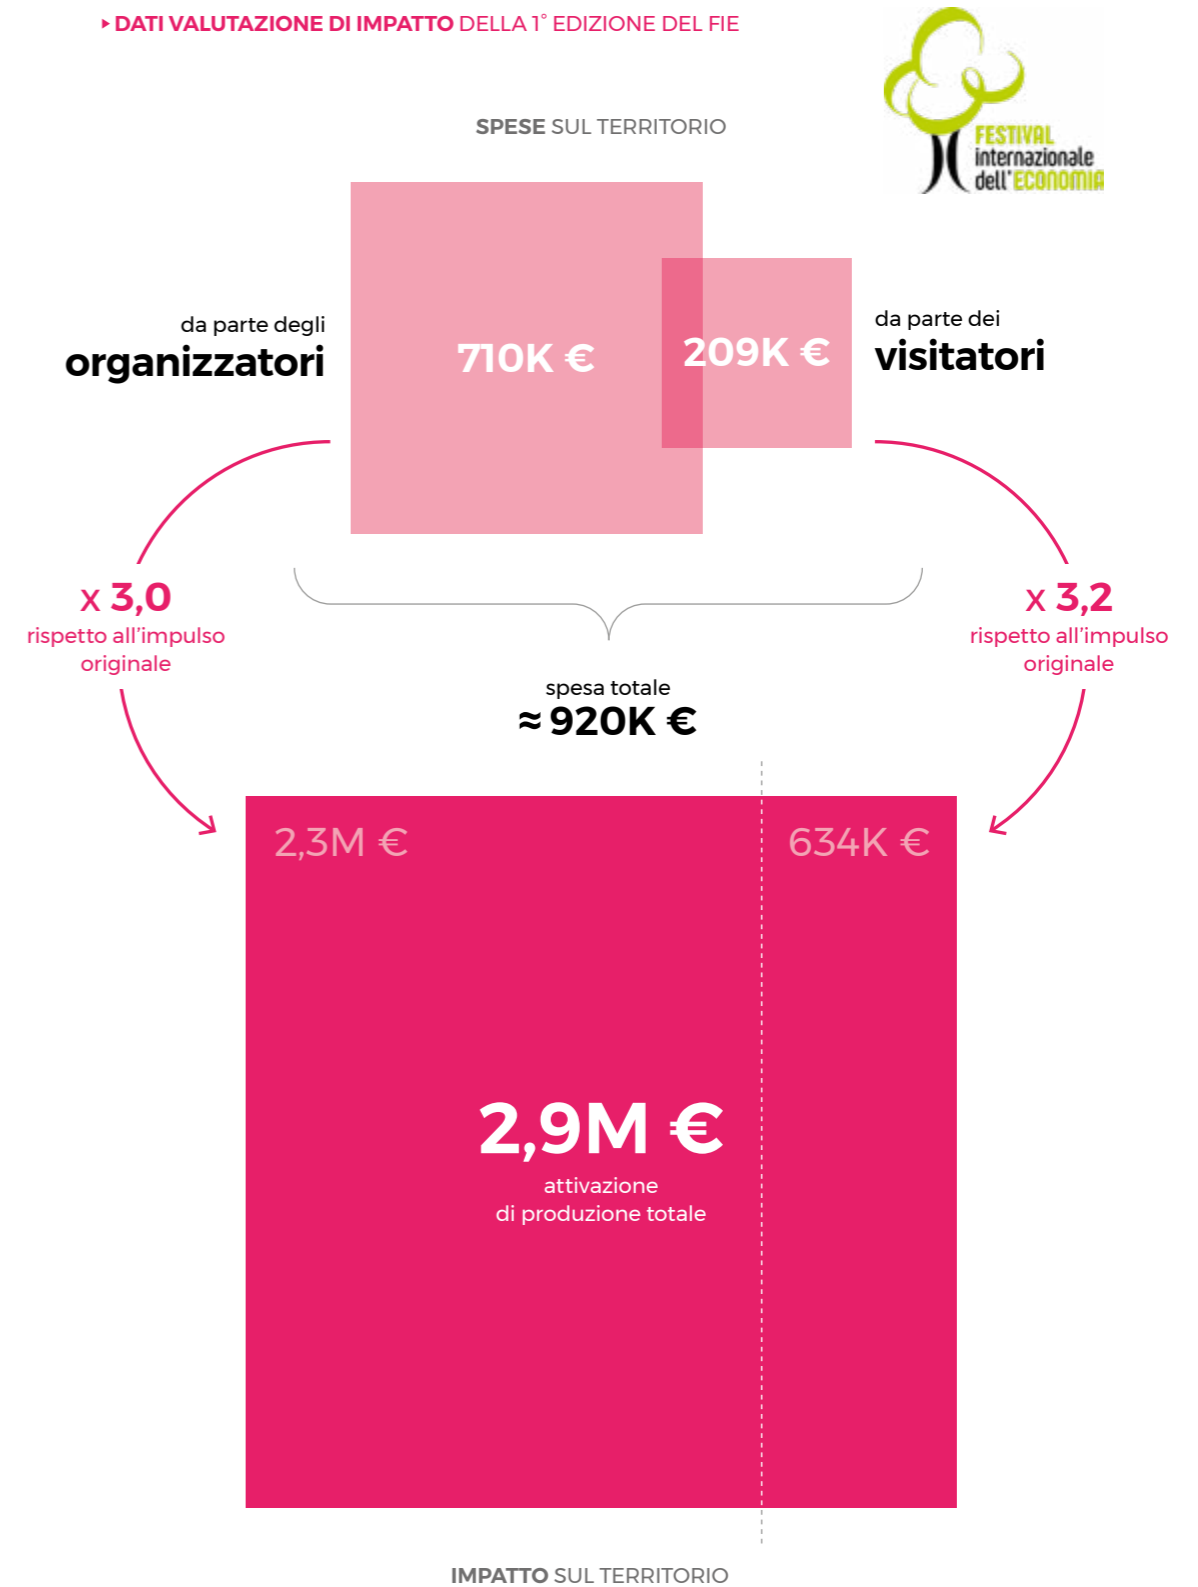 ▸ DATI VALUTAZIONE DI IMPATTO DELLA 1° EDIZIONE DEL FIE
FESTIVAL
internazionale
dell'ECONOMIA
SPESE SUL TERRITORIO
da parte degli
organizzatori
710K €
209K €
da parte dei
visitatori
x 3,0
rispetto all'impulso
originale
x 3,2
rispetto all'impulso
originale
spesa totale
≈ 920K €
2,3M €
634K €
2,9M €
attivazione
di produzione totale
IMPATTO SUL TERRITORIO